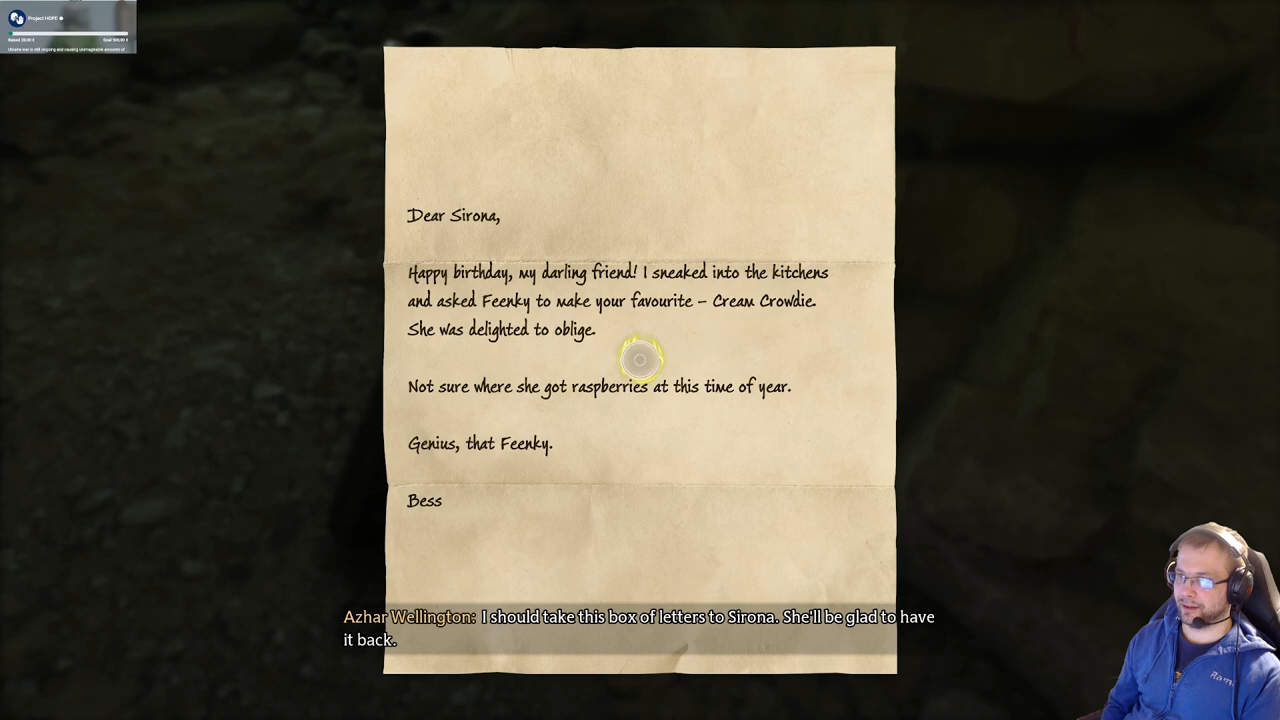 Project HOPE
Dear Sirona,
Happy birthday, my darling friend! I sneaked into the kitchens
and asked Feenky to make your favourite – Cream Crowdie.
She was delighted to oblige.
Not sure where she got raspberries at this time of year.
Genius, that Feenky.
Bess
Azhar Wellington: I should take this box of letters to Sirona. She'll be glad to have
it back.